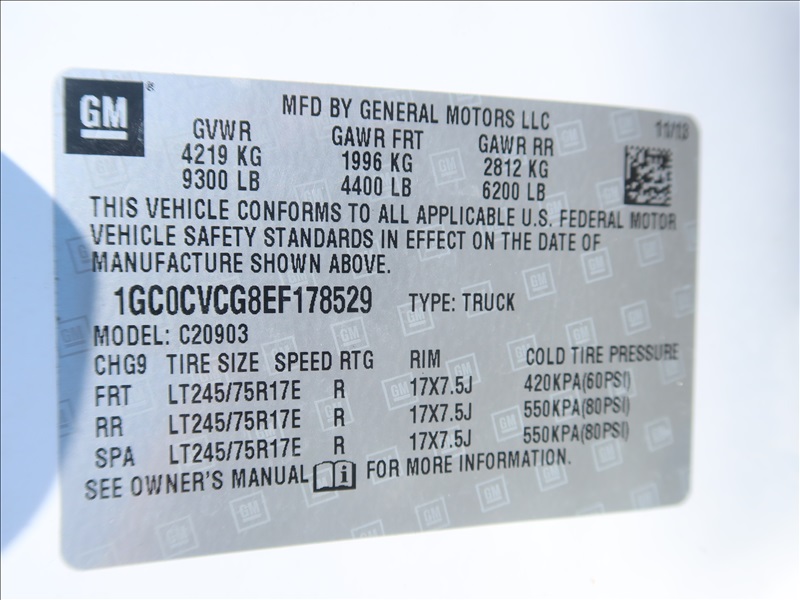 GM
MFD BY GENERAL MOTORS LLC 11/13
GVWR GAWR FRT GAWR RR
4219 KG 1996 KG 2812 KG
9300 LB 4400 LB 6200 LB
THIS VEHICLE CONFORMS TO ALL APPLICABLE U.S. FEDERAL MOTOR
VEHICLE SAFETY STANDARDS IN EFFECT ON THE DATE OF
MANUFACTURE SHOWN ABOVE.
1GC0CVCG8EF178529 TYPE: TRUCK
MODEL: C20903
CHG9 TIRE SIZE SPEED RTG RIM COLD TIRE PRESSURE
FRT LT245/75R17E R 17X7.5J 420KPA(60PSI)
RR LT245/75R17E R 17X7.5J 550KPA(80PSI)
SPA LT245/75R17E R 17X7.5J 550KPA(80PSI)
SEE OWNER'S MANUAL i FOR MORE INFORMATION.